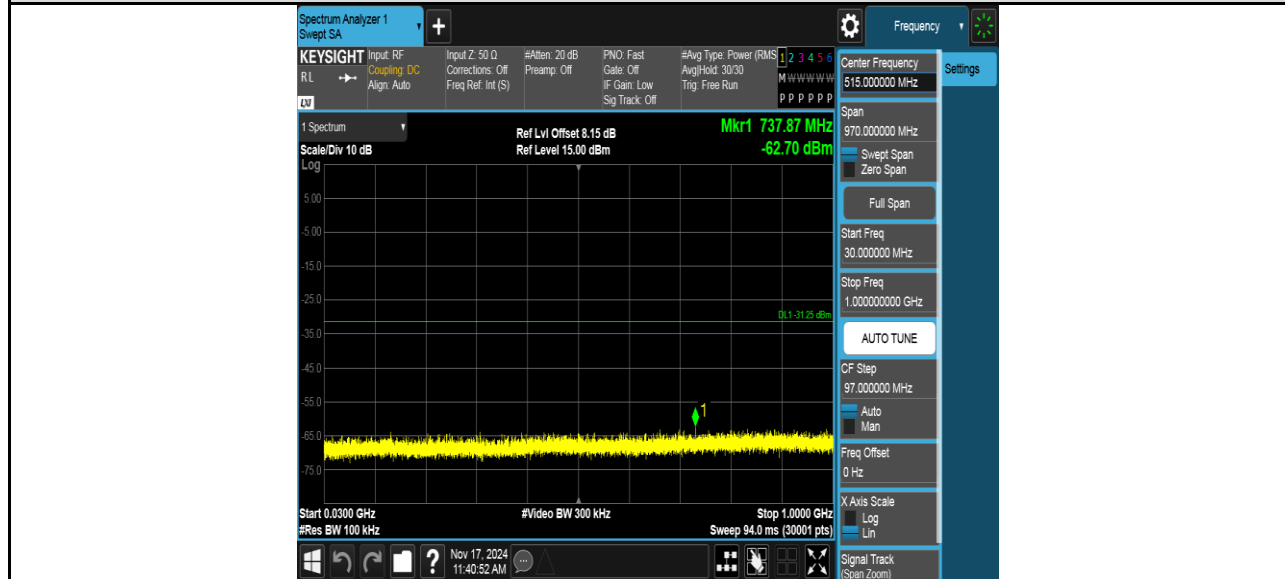 Spectrum Analyzer 1
Swept SA
+
Frequency
KEYSIGHT
RL
LXI
Input: RF
Coupling: DC
Align: Auto
Input Z: 50 Ω
Corrections: Off
Freq Ref: Int (S)
#Atten: 20 dB
Preamp: Off
PNO: Fast
Gate: Off
IF Gain: Low
Sig Track: Off
#Avg Type: Power (RMS
Avg|Hold: 30/30
Trig: Free Run
1 2 3 4 5 6
M W W W W W
P P P P P P
1 Spectrum
Scale/Div 10 dB
Ref Lvl Offset 8.15 dB
Ref Level 15.00 dBm
Mkr1 737.87 MHz
-62.70 dBm
Log
5.00
-5.00
-15.0
-25.0
DL1 -31.25 dBm
-35.0
-45.0
-55.0
1
-65.0
-75.0
Start 0.0300 GHz
#Res BW 100 kHz
#Video BW 300 kHz
Stop 1.0000 GHz
Sweep 94.0 ms (30001 pts)
?
Nov 17, 2024
11:40:52 AM
Center Frequency
515.000000 MHz
Settings
Span
970.000000 MHz
Swept Span
Zero Span
Full Span
Start Freq
30.000000 MHz
Stop Freq
1.000000000 GHz
AUTO TUNE
CF Step
97.000000 MHz
Auto
Man
Freq Offset
0 Hz
X Axis Scale
Log
Lin
Signal Track
(Span Zoom)